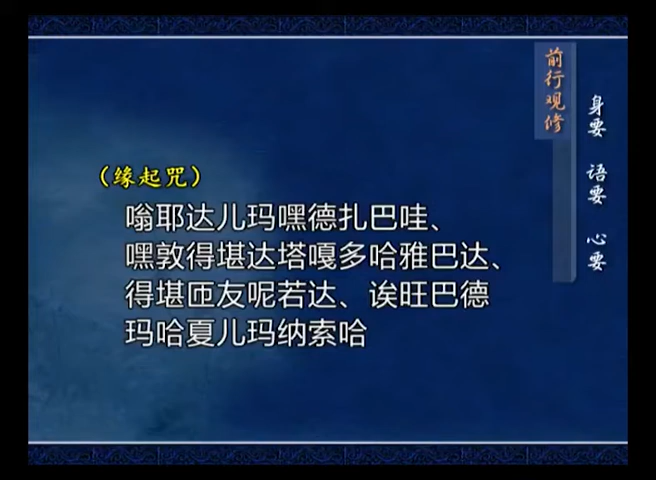 前行观修
身要 语要 心要
（缘起咒）
嗡耶达儿玛嘿德扎巴哇、
嘿敦得堪达塔嘎多哈雅巴达、
得堪匝友呢若达、诶旺巴德
玛哈夏儿玛纳索哈